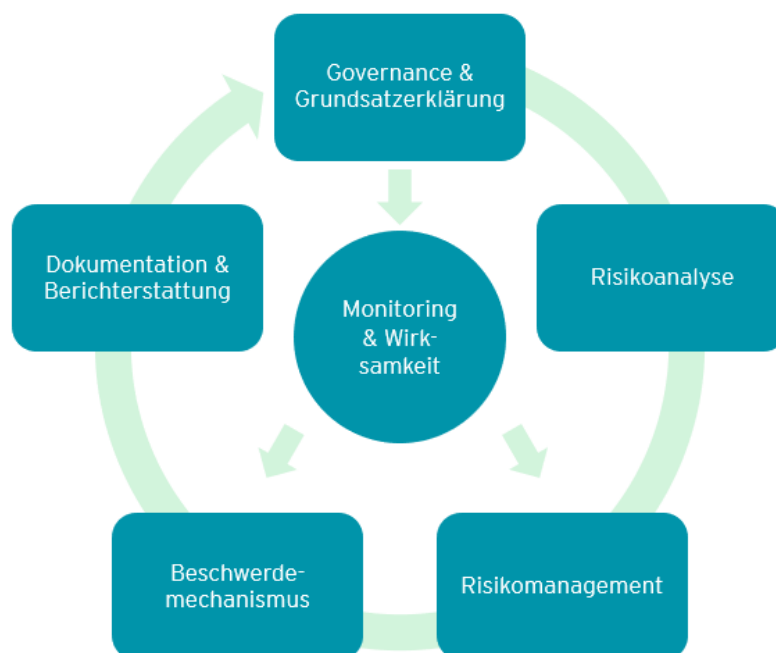 Governance &
Grundsatzerklärung
Dokumentation &
Berichterstattung
Risikoanalyse
Monitoring
& Wirk-
samkeit
Beschwerde-
mechanismus
Risikomanagement